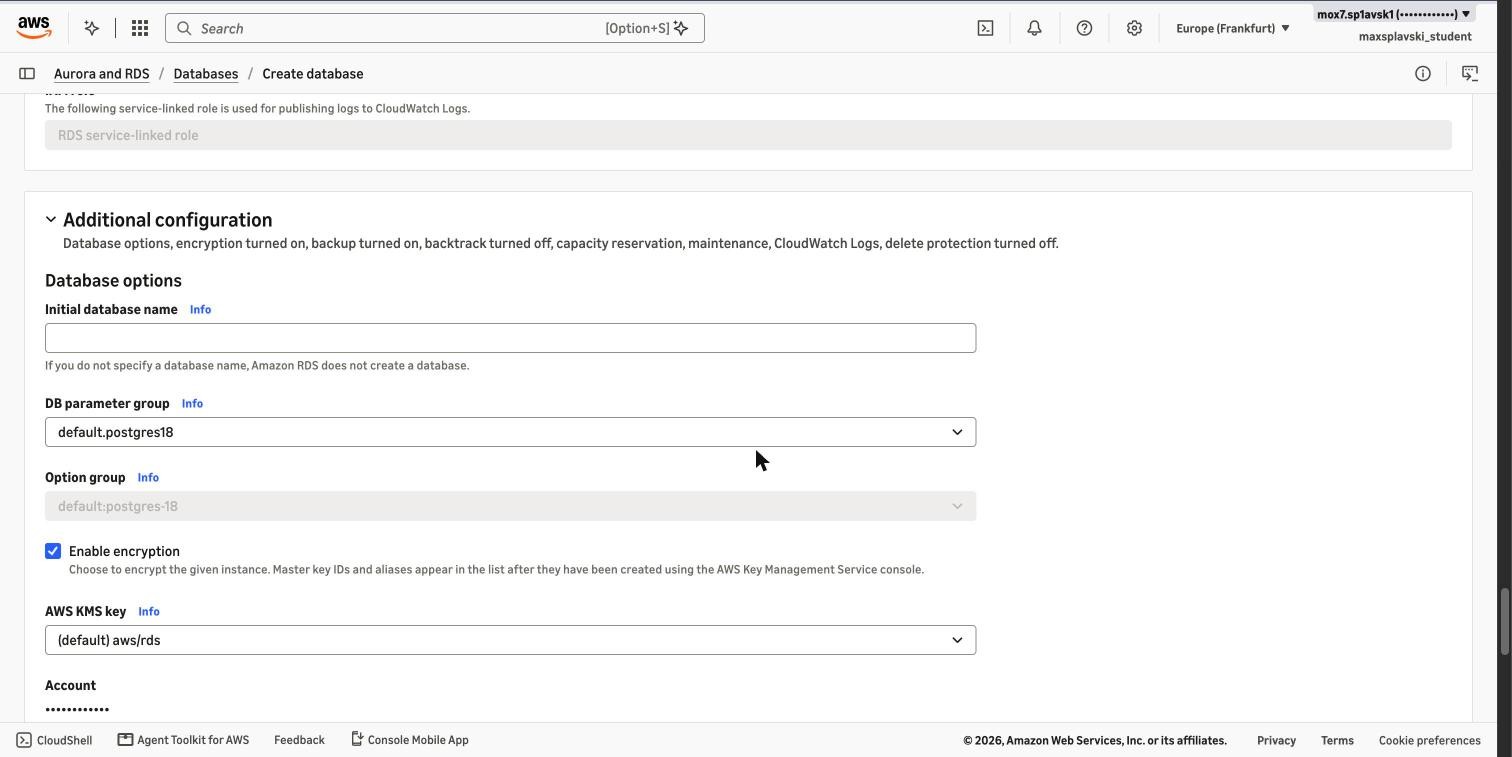 aws
Search
[Option+S]
Europe (Frankfurt)
mox7.sp1avsk1 (············)
maxsplavski_student
Aurora and RDS / Databases / Create database
The following service-linked role is used for publishing logs to CloudWatch Logs.
RDS service-linked role
Additional configuration
Database options, encryption turned on, backup turned on, backtrack turned off, capacity reservation, maintenance, CloudWatch Logs, delete protection turned off.
Database options
Initial database name Info
If you do not specify a database name, Amazon RDS does not create a database.
DB parameter group Info
default.postgres18
Option group Info
default:postgres-18
Enable encryption
Choose to encrypt the given instance. Master key IDs and aliases appear in the list after they have been created using the AWS Key Management Service console.
AWS KMS key Info
(default) aws/rds
Account
············
CloudShell Agent Toolkit for AWS Feedback Console Mobile App © 2026, Amazon Web Services, Inc. or its affiliates. Privacy Terms Cookie preferences